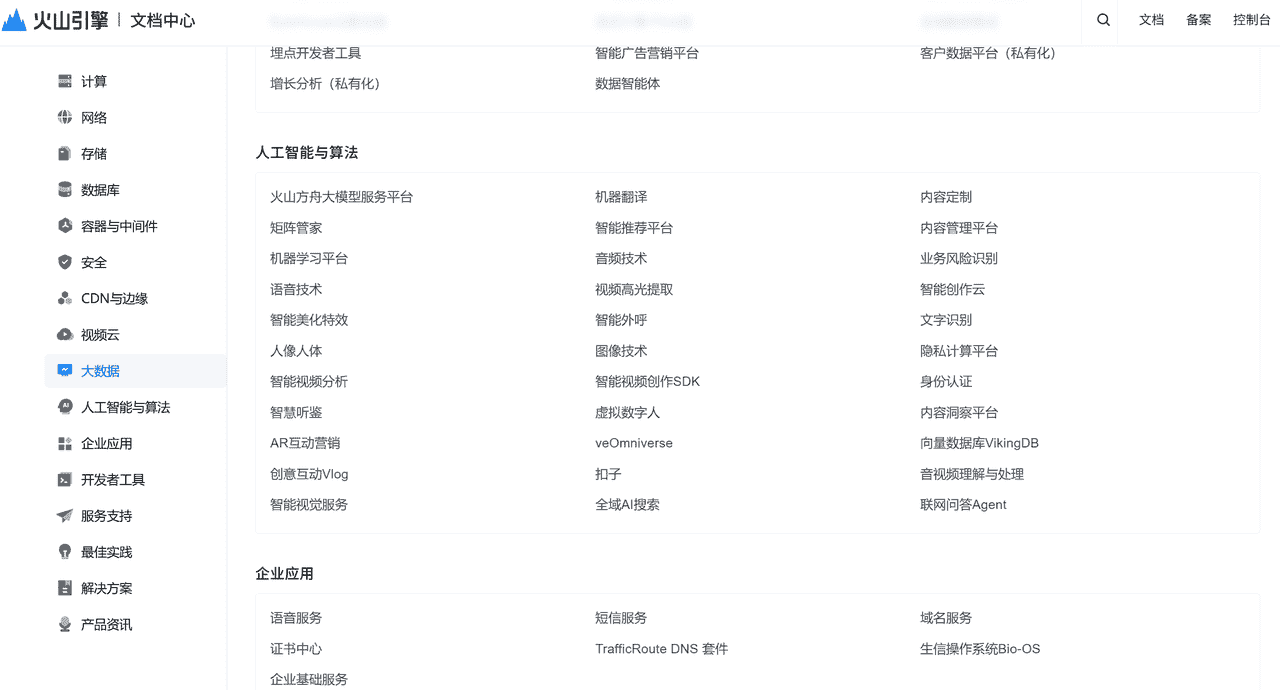 火山引擎 | 文档中心
文档 备案 控制台
计算
网络
存储
数据库
容器与中间件
安全
CDN与边缘
视频云
大数据
人工智能与算法
企业应用
开发者工具
服务支持
最佳实践
解决方案
产品资讯
埋点开发者工具 智能广告营销平台 客户数据平台（私有化）
增长分析（私有化） 数据智能体
人工智能与算法
火山方舟大模型服务平台 机器翻译 内容定制
矩阵管家 智能推荐平台 内容管理平台
机器学习平台 音频技术 业务风险识别
语音技术 视频高光提取 智能创作云
智能美化特效 智能外呼 文字识别
人像人体 图像技术 隐私计算平台
智能视频分析 智能视频创作SDK 身份认证
智慧听鉴 虚拟数字人 内容洞察平台
AR互动营销 veOmniverse 向量数据库VikingDB
创意互动Vlog 扣子 音视频理解与处理
智能视觉服务 全域AI搜索 联网问答Agent
企业应用
语音服务 短信服务 域名服务
证书中心 TrafficRoute DNS 套件 生信操作系统Bio-OS
企业基础服务